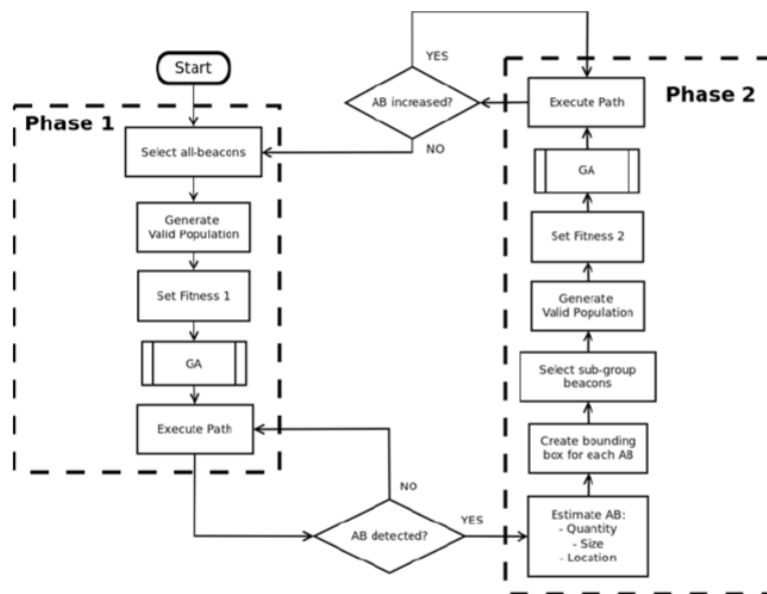 Start
Phase 1
Select all-beacons
Generate
Valid Population
Set Fitness 1
GA
Execute Path
AB detected?
NO
YES
Phase 2
Estimate AB:
- Quantity
- Size
- Location
Create bounding
box for each AB
Select sub-group
beacons
Generate
Valid Population
Set Fitness 2
GA
Execute Path
AB increased?
YES
NO